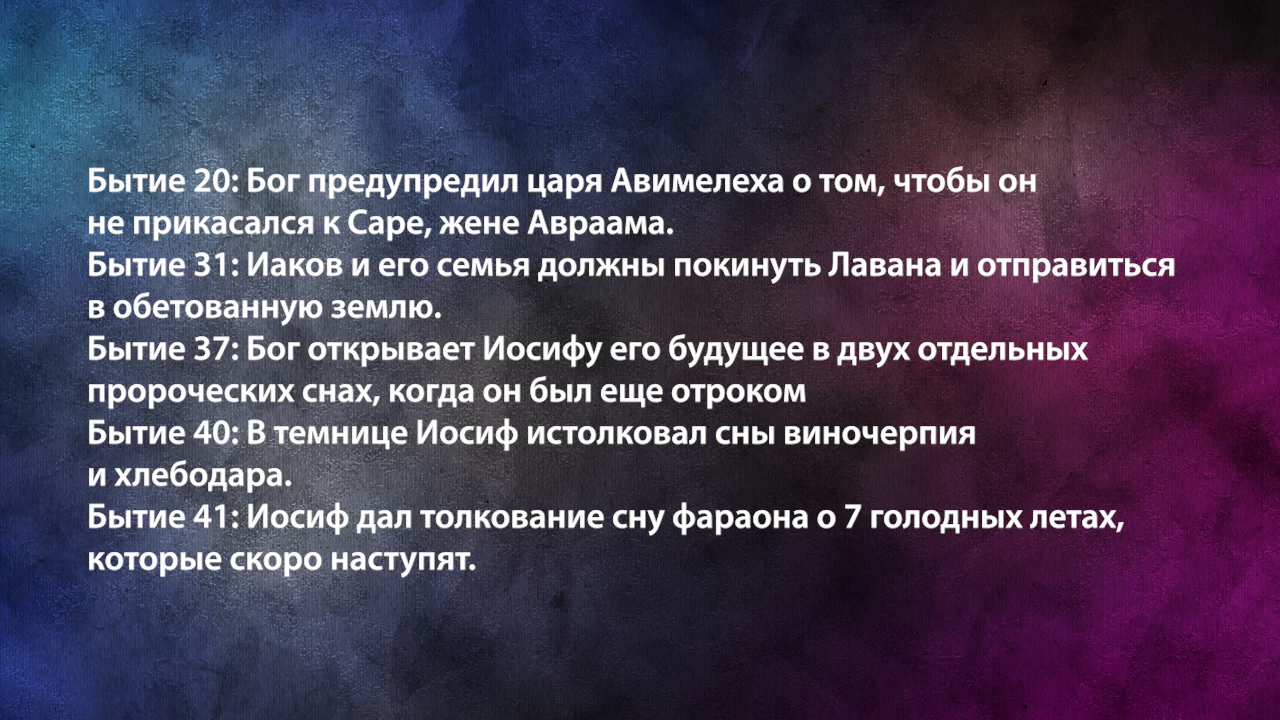 Бытие 20: Бог предупредил царя Авимелеха о том, чтобы он
не прикасался к Саре, жене Авраама.
Бытие 31: Иаков и его семья должны покинуть Лавана и отправиться
в обетованную землю.
Бытие 37: Бог открывает Иосифу его будущее в двух отдельных
пророческих снах, когда он был еще отроком
Бытие 40: В темнице Иосиф истолковал сны виночерпия
и хлебодара.
Бытие 41: Иосиф дал толкование сну фараона о 7 голодных летах,
которые скоро наступят.